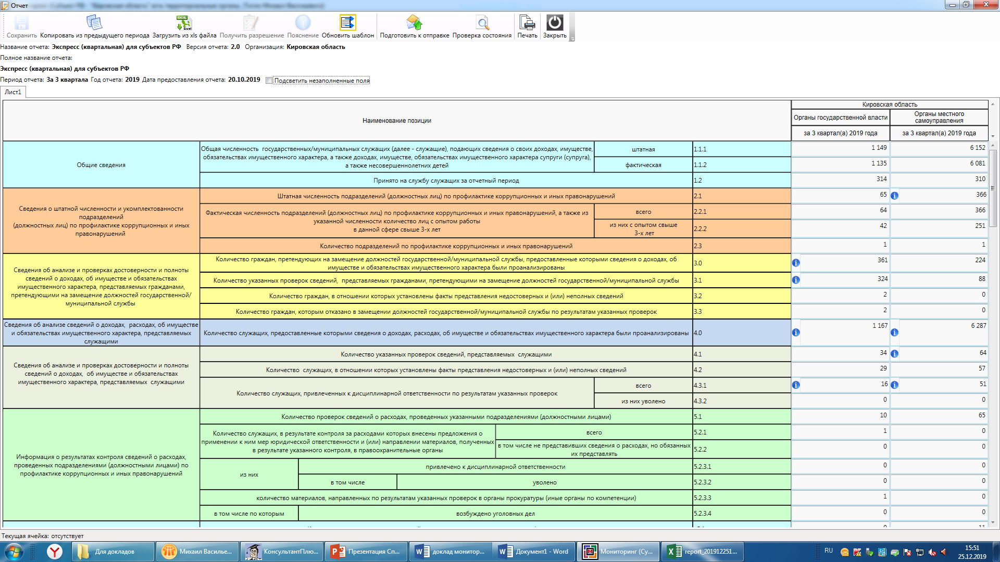 Отчет
Сохранить Копировать из предыдущего периода Загрузить из xls файла Получить разрешение Пояснение Обновить шаблон Подготовить к отправке Проверка состояния Печать Закрыть
Название отчета: Экспресс (квартальная) для субъектов РФ Версия отчета: 2.0 Организация: Кировская область
Полное название отчета:
Экспресс (квартальная) для субъектов РФ
Период отчета: За 3 квартала Год отчета: 2019 Дата предоставления отчета: 20.10.2019 Подсветить незаполненные поля
Лист1
Наименование позиции
Кировская область
Органы государственной власти
Органы местного
самоуправления
за 3 квартал(а) 2019 года за 3 квартал(а) 2019 года
Общие сведения
Общая численность государственных/муниципальных служащих (далее - служащие), подающих сведения о своих доходах, имуществе,
обязательствах имущественного характера, а также доходах, имуществе, обязательствах имущественного характера супруги (супруга),
а также несовершеннолетних детей
штатная 1.1.1 1 149 6 152
фактическая 1.1.2 1 135 6 081
Принято на службу служащих за отчетный период 1.2 314 310
Сведения о штатной численности и укомплектованности
подразделений
(должностных лиц) по профилактике коррупционных и иных
правонарушений
Штатная численность подразделений (должностных лиц) по профилактике коррупционных и иных правонарушений 2.1 65 366
Фактическая численность подразделений (должностных лиц) по профилактике коррупционных и иных правонарушений, а также из
указанной численности количество лиц с опытом работы
в данной сфере свыше 3-х лет
всего 2.2.1 64 366
из них с опытом свыше
3-х лет
2.2.2 42 251
Количество подразделений по профилактике коррупционных и иных правонарушений 2.3 1 1
Сведения об анализе и проверках достоверности и полноты
сведений о доходах, об имуществе и обязательствах
имущественного характера, представляемых гражданами,
претендующими на замещение должностей государственной/
муниципальной службы
Количество граждан, претендующих на замещение должностей государственной/муниципальной службы, предоставленные которыми сведения о доходах, об
имуществе и обязательствах имущественного характера были проанализированы
3.0 361 224
Количество указанных проверок сведений, представляемых гражданами, претендующими на замещение должностей государственной/муниципальной службы 3.1 324 88
Количество граждан, в отношении которых установлены факты представления недостоверных и (или) неполных сведений 3.2 2 0
Количество граждан, которым отказано в замещении должностей государственной/муниципальной службы по результатам указанных проверок 3.3 2 0
Сведения об анализе сведений о доходах, расходах, об имуществе
и обязательствах имущественного характера, представляемых
служащими
Количество служащих, предоставленные которыми сведения о доходах, расходах, об имуществе и обязательствах имущественного характера были проанализированы 4.0 1 167 6 287
Сведения об анализе и проверках достоверности и полноты
сведений о доходах, об имуществе и обязательствах
имущественного характера, представляемых служащими
Количество указанных проверок сведений, представляемых служащими 4.1 34 64
Количество служащих, в отношении которых установлены факты представления недостоверных и (или) неполных сведений 4.2 29 57
Количество служащих, привлеченных к дисциплинарной ответственности по результатам указанных проверок
всего 4.3.1 16 51
из них уволено 4.3.2 0 0
Информация о результатах контроля сведений о расходах,
проведенных подразделениями (должностными лицами) по
профилактике коррупционных и иных правонарушений
Количество проверок сведений о расходах, проведенных указанными подразделениями (должностными лицами) 5.1 10 65
Количество служащих, в результате контроля за расходами которых внесены предложения о
применении к ним мер юридической ответственности и (или) направлении материалов, полученных
в результате указанного контроля, в правоохранительные органы
всего 5.2.1 1 0
в том числе не представивших сведения о расходах, но обязанных
их представлять
5.2.2 0 0
из них
привлечено к дисциплинарной ответственности 5.2.3.1 0 0
в том числе уволено 5.2.3.2 0 0
количество материалов, направленных по результатам указанных проверок в органы прокуратуры (иные органы по компетенции) 5.2.3.3 1 0
в том числе по которым возбуждено уголовных дел 5.2.3.4 0 0
Текущая ячейка: отсутствует
Для докладов Михаил Василье... КонсультантПлю... Презентация Сп... доклад монитор... Документ1 - Word Мониторинг (Су... report_201912251...
RU 15:51
25.12.2019